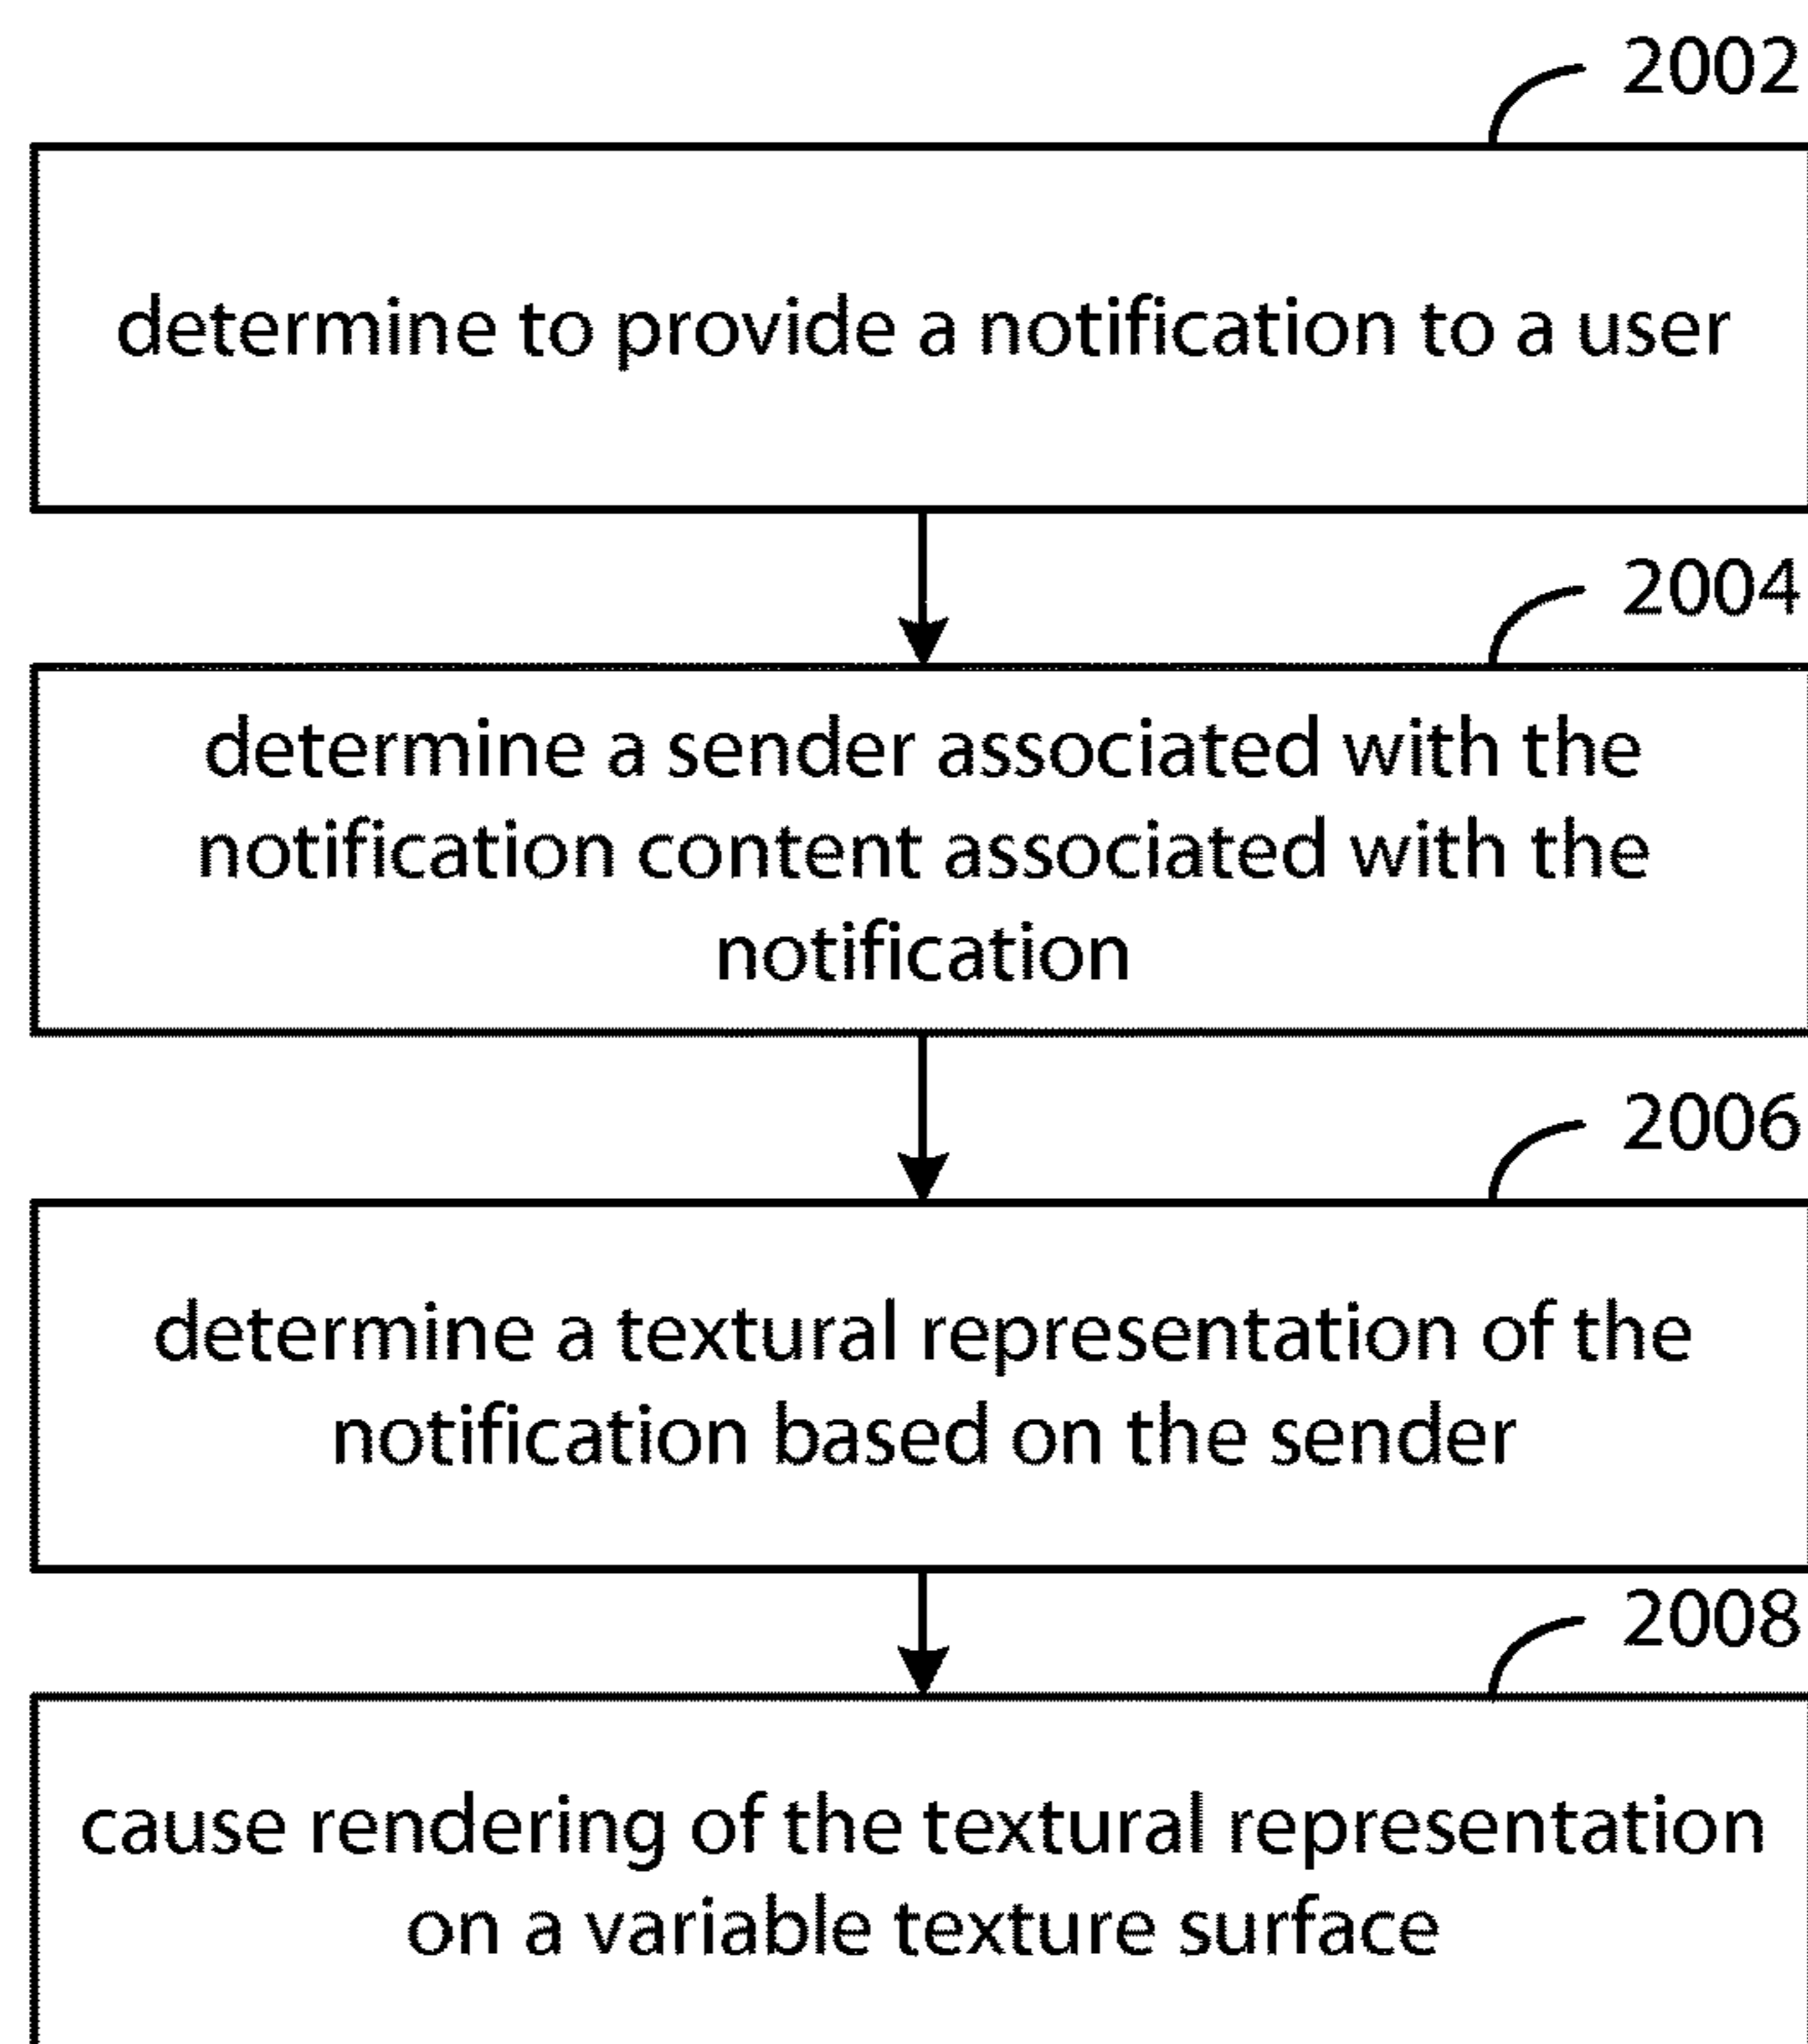 2002
determine to provide a notification to a user
2004
determine a sender associated with the
notification content associated with the
notification
2006
determine a textural representation of the
notification based on the sender
2008
cause rendering of the textural representation
on a variable texture surface